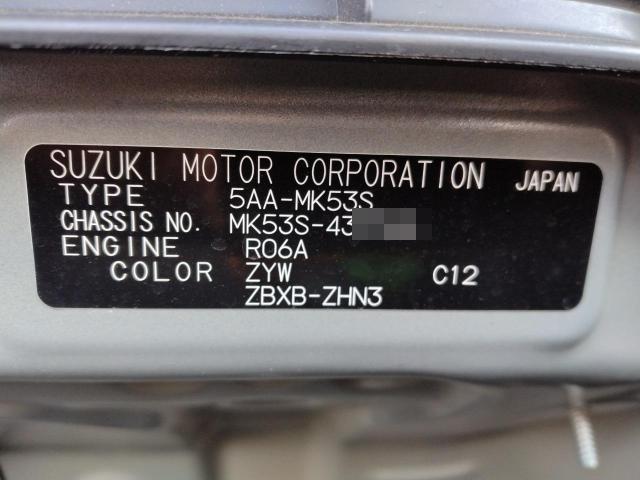 SUZUKI MOTOR CORPORATION JAPAN
TYPE 5AA-MK53S
CHASSIS NO. MK53S-43
ENGINE R06A
COLOR ZYW C12
ZBXB-ZHN3